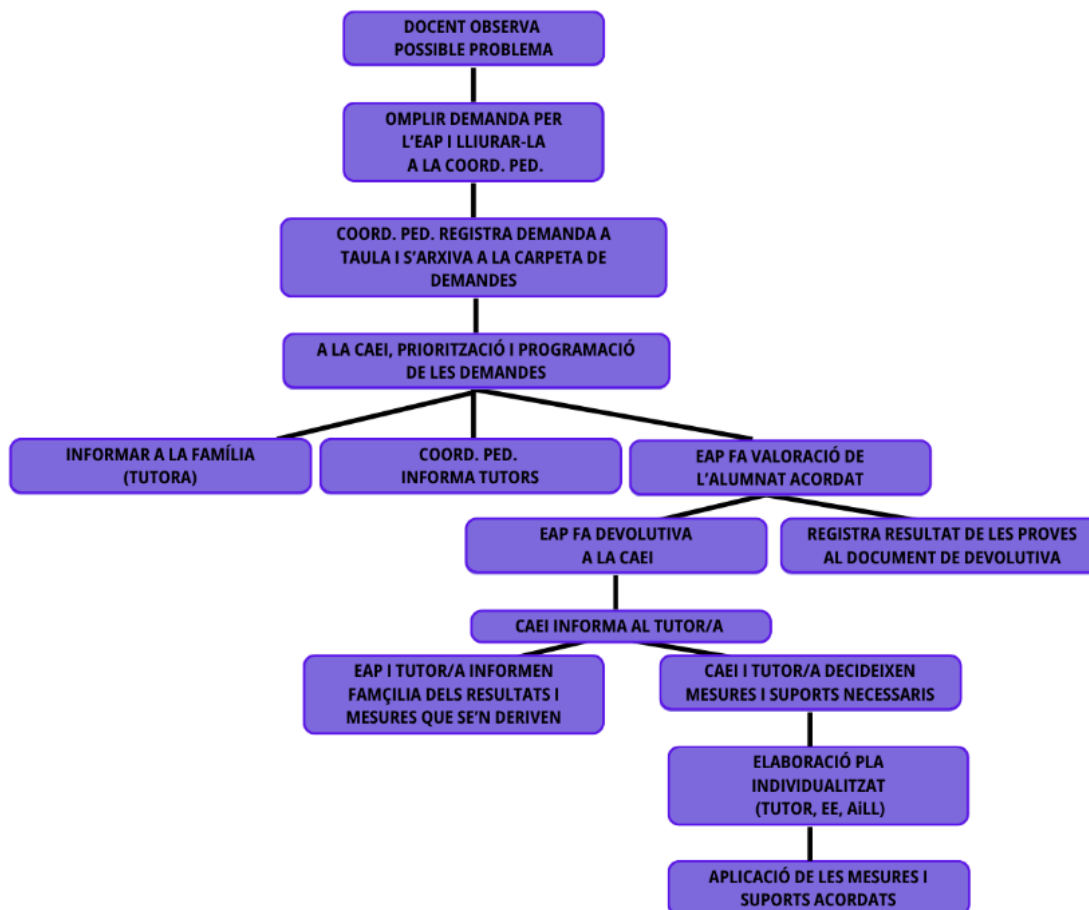 DOCENT OBSERVA
POSSIBLE PROBLEMA
OMPLIR DEMANDA PER
L'EAP I LLIURAR-LA
A LA COORD. PED.
COORD. PED. REGISTRA DEMANDA A
TAULA I S'ARXIVA A LA CARPETA DE
DEMANDES
A LA CAEI, PRIORITZACIÓ I PROGRAMACIÓ
DE LES DEMANDES
INFORMAR A LA FAMÍLIA
(TUTORA)
COORD. PED.
INFORMA TUTORS
EAP FA VALORACIÓ DE
L'ALUMNAT ACORDAT
EAP FA DEVOLUTIVA
A LA CAEI
REGISTRA RESULTAT DE LES PROVES
AL DOCUMENT DE DEVOLUTIVA
CAEI INFORMA AL TUTOR/A
EAP I TUTOR/A INFORMEN
FAMÇILIA DELS RESULTATS I
MESURES QUE SE'N DERIVEN
CAEI I TUTOR/A DECIDEIXEN
MESURES I SUPORTS NECESSARIS
ELABORACIÓ PLA
INDIVIDUALITZAT
(TUTOR, EE, AiLL)
APLICACIÓ DE LES MESURES I
SUPORTS ACORDATS